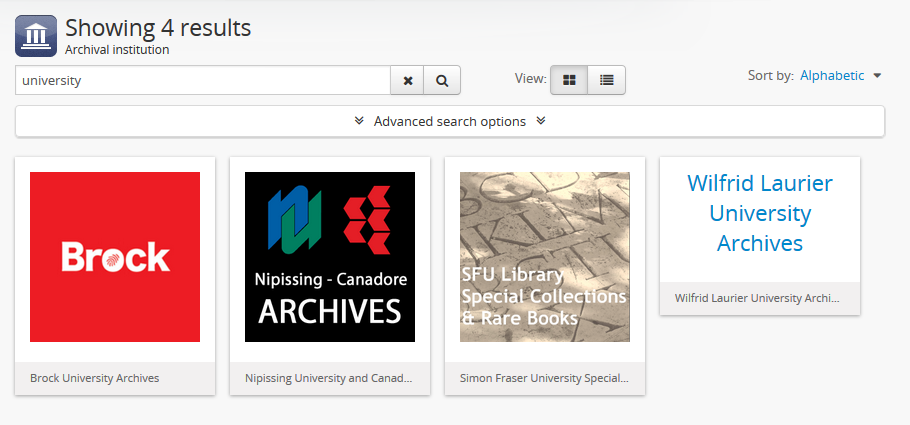 Showing 4 results
Archival institution
university
View:
Sort by: Alphabetic
Advanced search options
Brock
Brock University Archives
Nipissing - Canadore
ARCHIVES
Nipissing University and Canad...
SFU Library
Special Collections
& Rare Books
Simon Fraser University Special...
Wilfrid Laurier
University
Archives
Wilfrid Laurier University Archi...